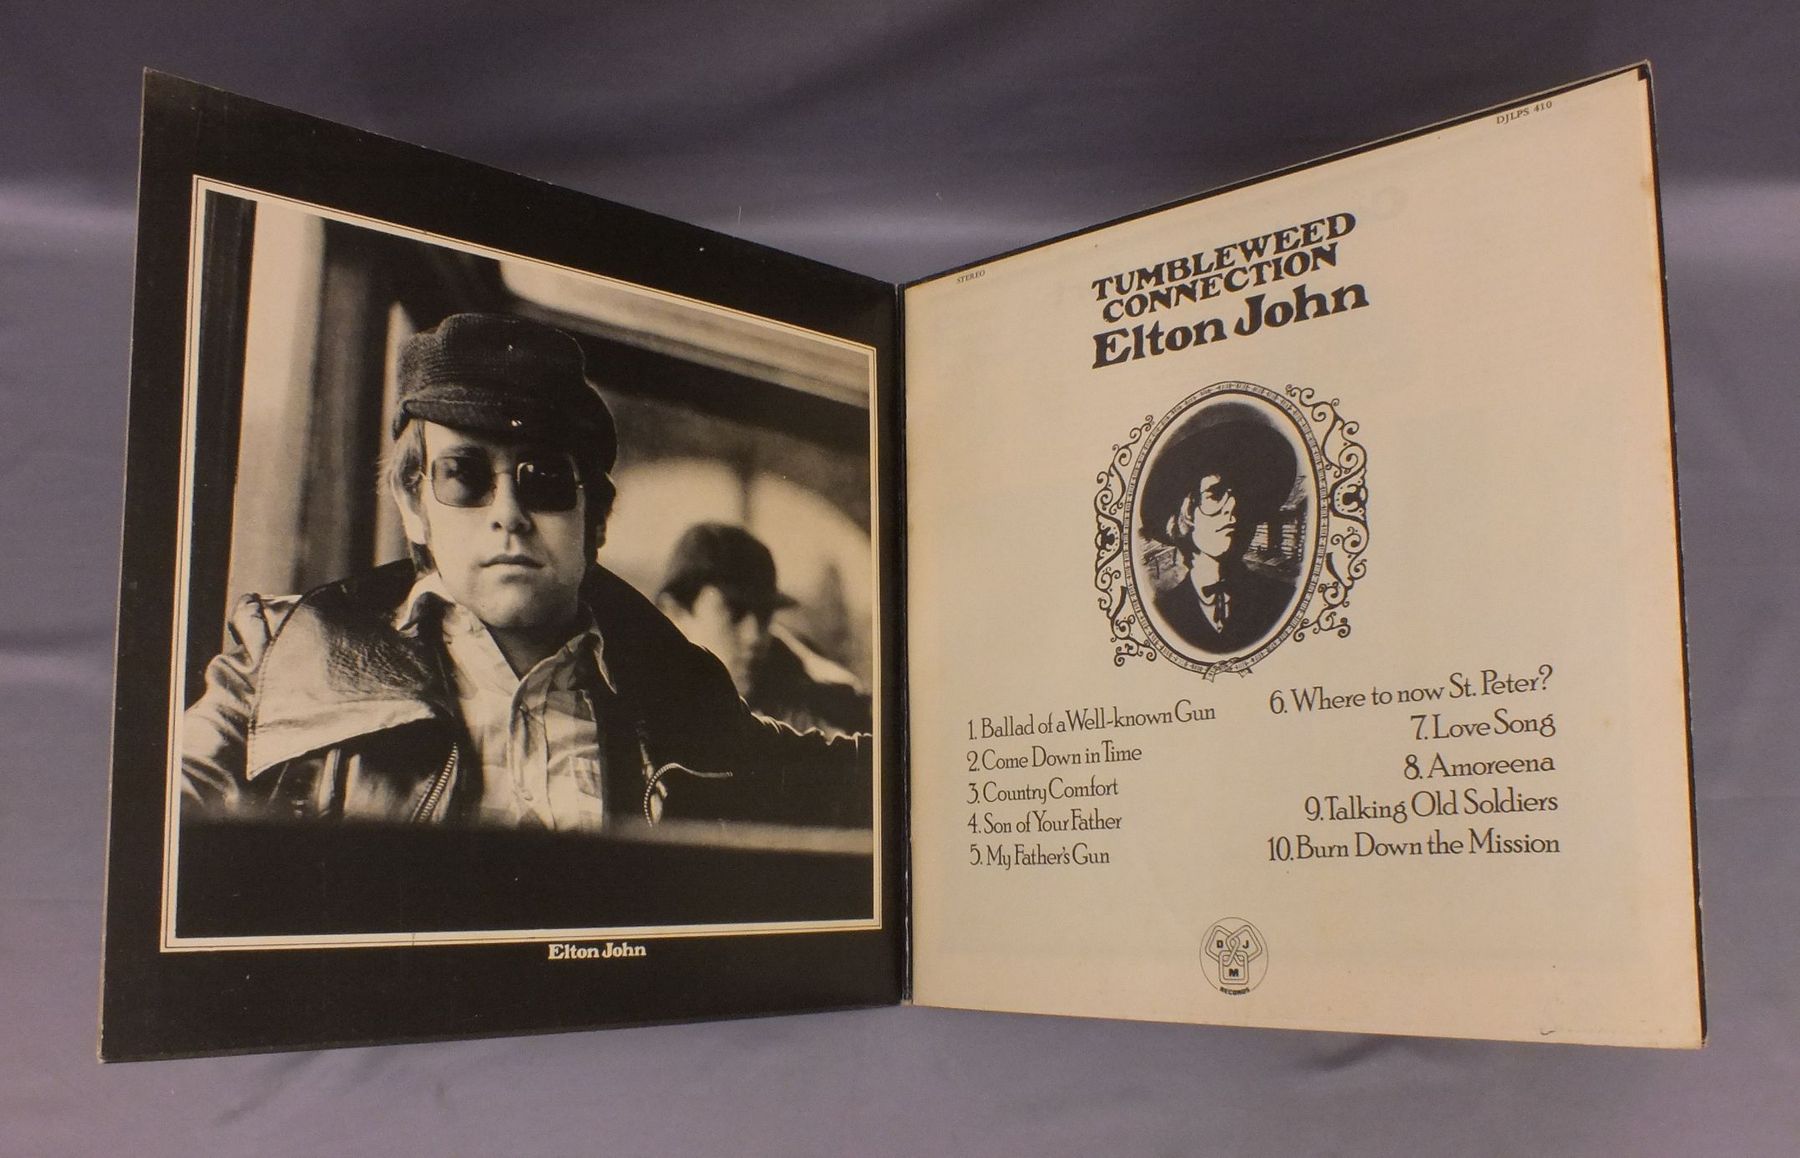 Elton John
STEREO
DJLPS 410
TUMBLEWEED
CONNECTION
Elton John
1. Ballad of a Well-known Gun
2. Come Down in Time
3. Country Comfort
4. Son of Your Father
5. My Father's Gun
6. Where to now St. Peter?
7. Love Song
8. Amoreena
9. Talking Old Soldiers
10. Burn Down the Mission
D J
M
RECORDS